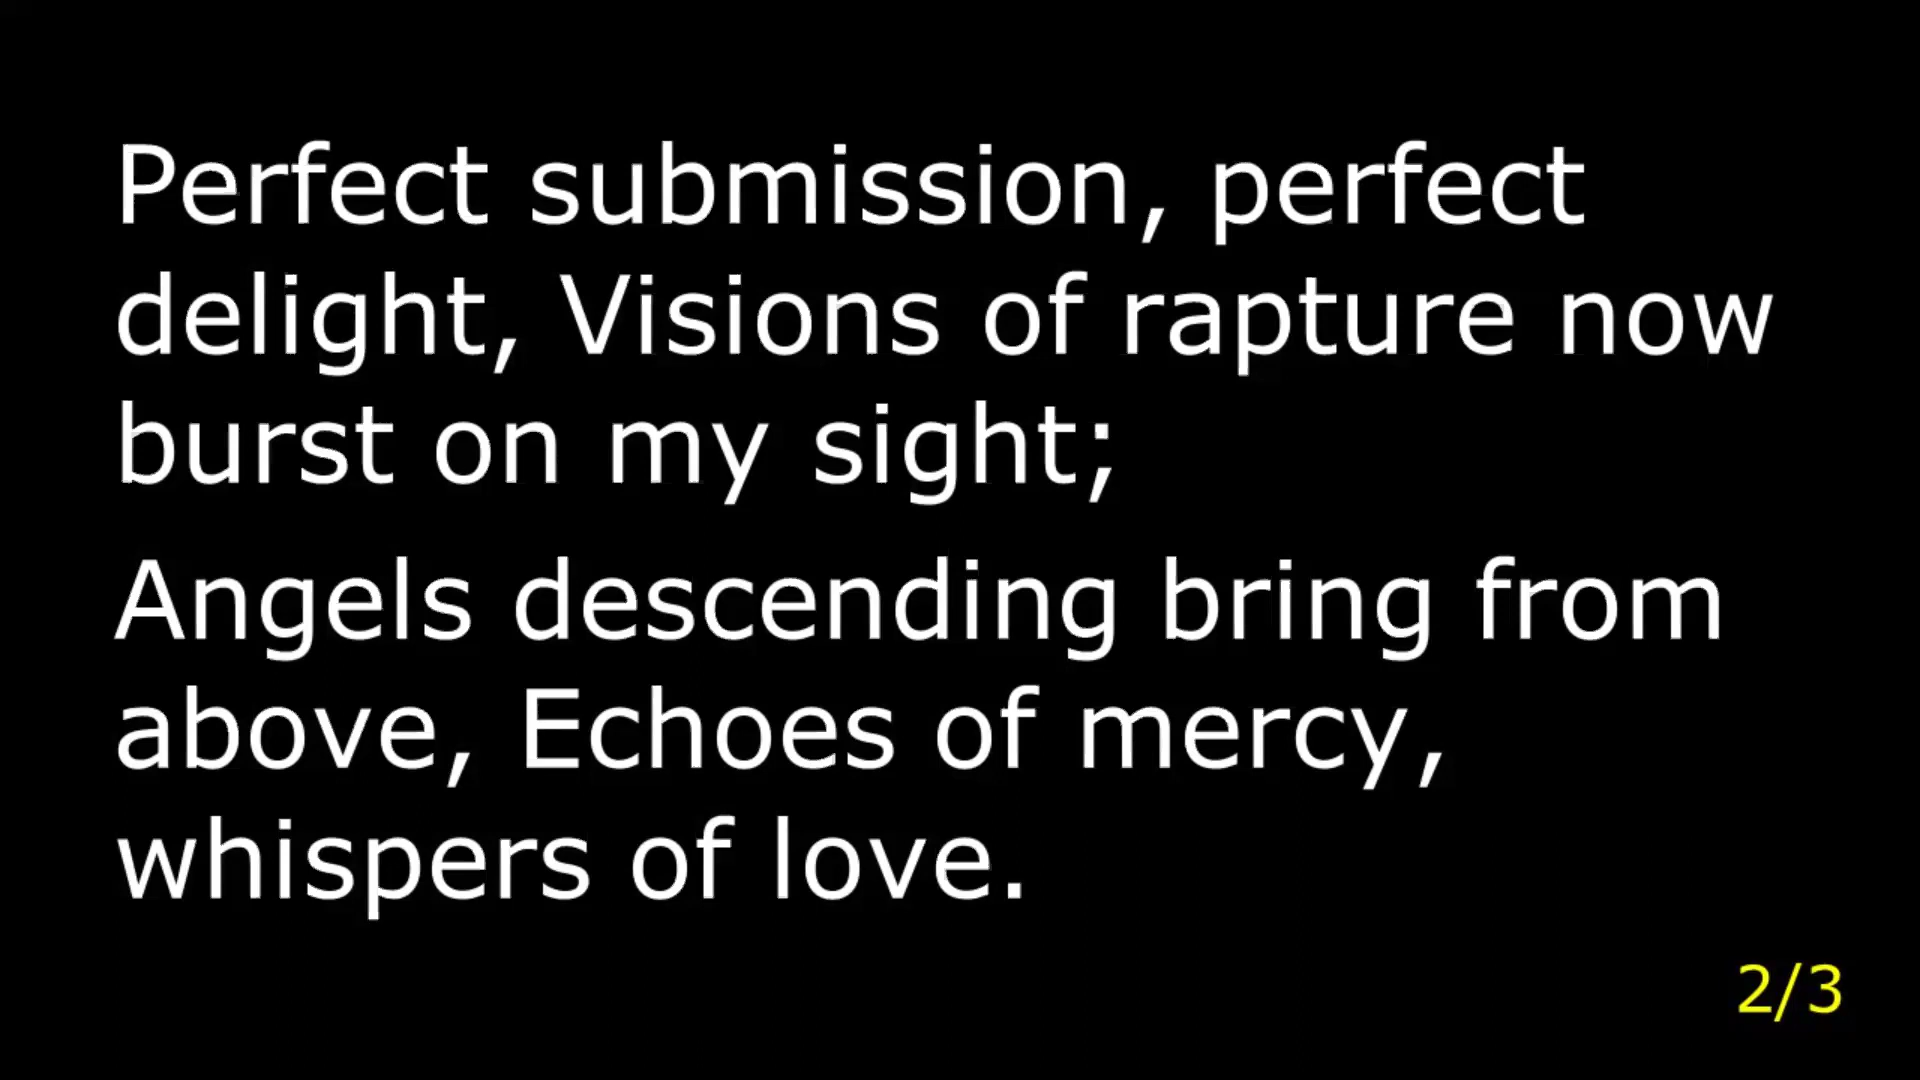 Perfect submission, perfect
delight, Visions of rapture now
burst on my sight;
Angels descending bring from
above, Echoes of mercy,
whispers of love.
2/3